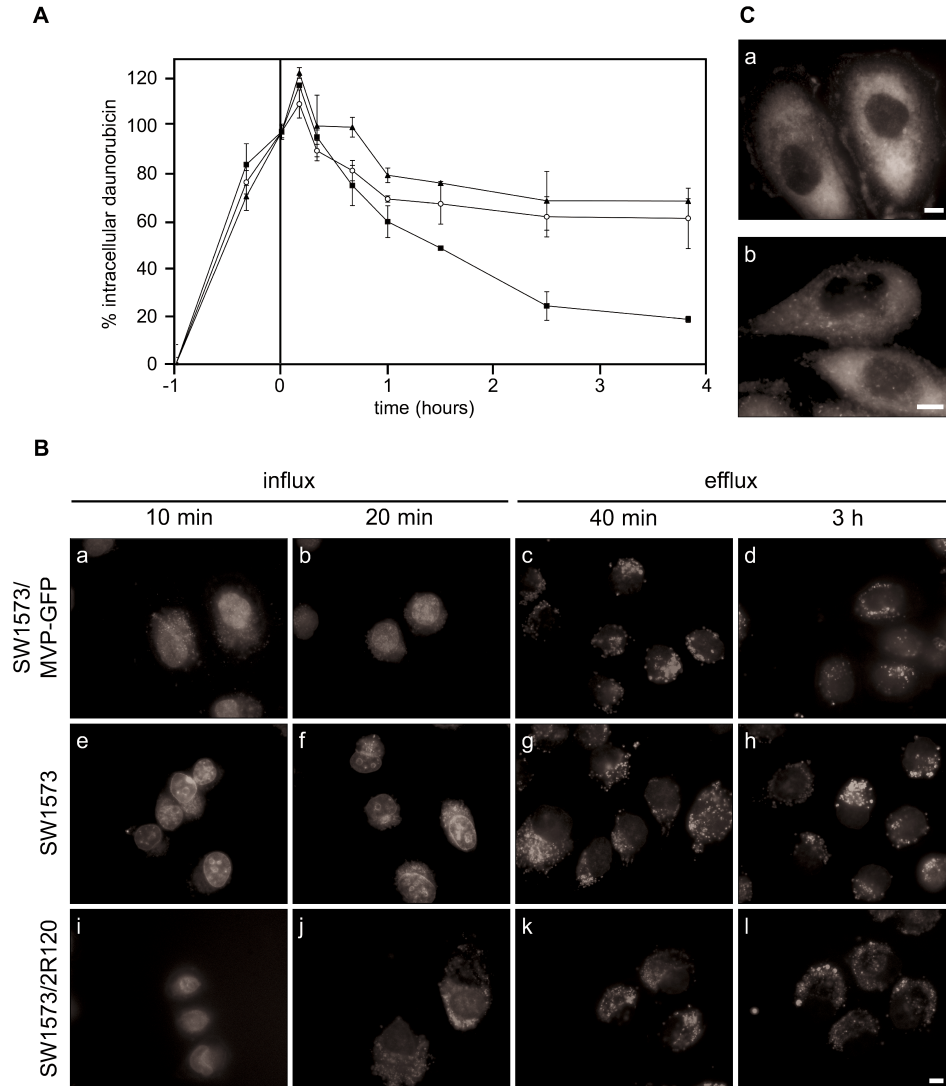 A
% intracellular daunorubicin
120
100
80
60
40
20
0
-1
0
1
2
3
4
time (hours)
C
a
b
B
influx
efflux
10 min
20 min
40 min
3 h
SW1573/
MVP-GFP
a
b
c
d
SW1573
e
f
g
h
SW1573/2R120
i
j
k
l